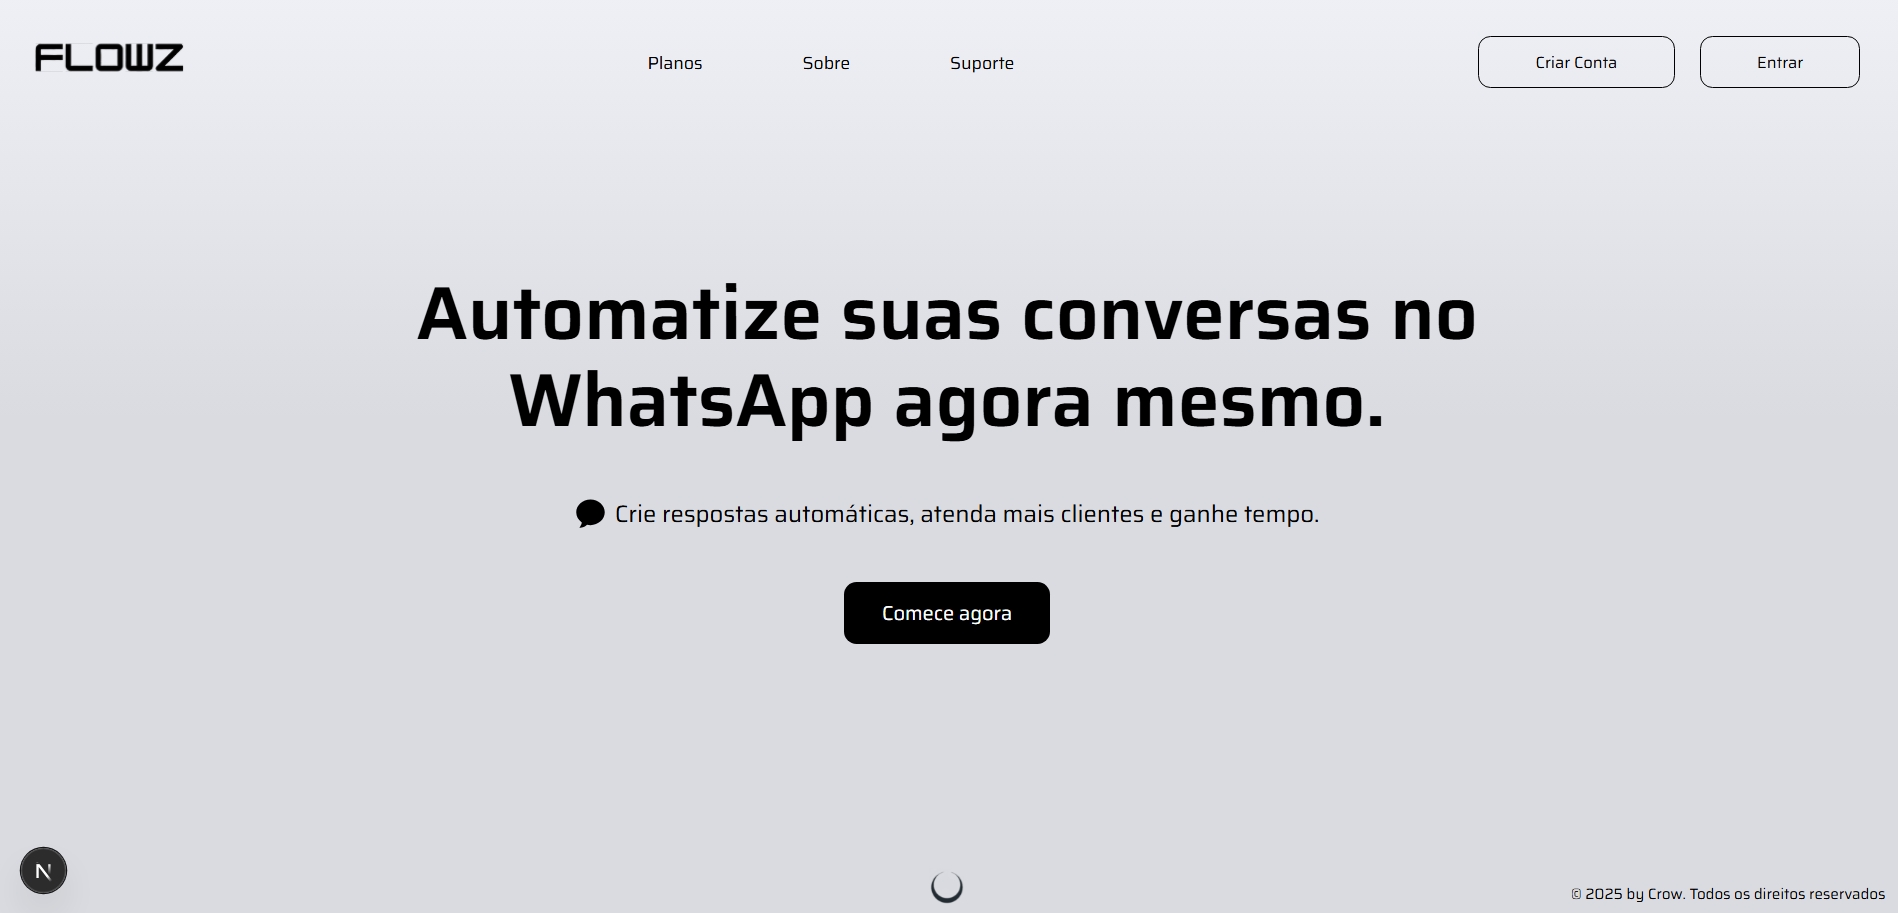 FLOWZ
Planos
Sobre
Suporte
Criar Conta
Entrar
Automatize suas conversas no
WhatsApp agora mesmo.
Crie respostas automáticas, atenda mais clientes e ganhe tempo.
Comece agora
N
© 2025 by Crow. Todos os direitos reservados